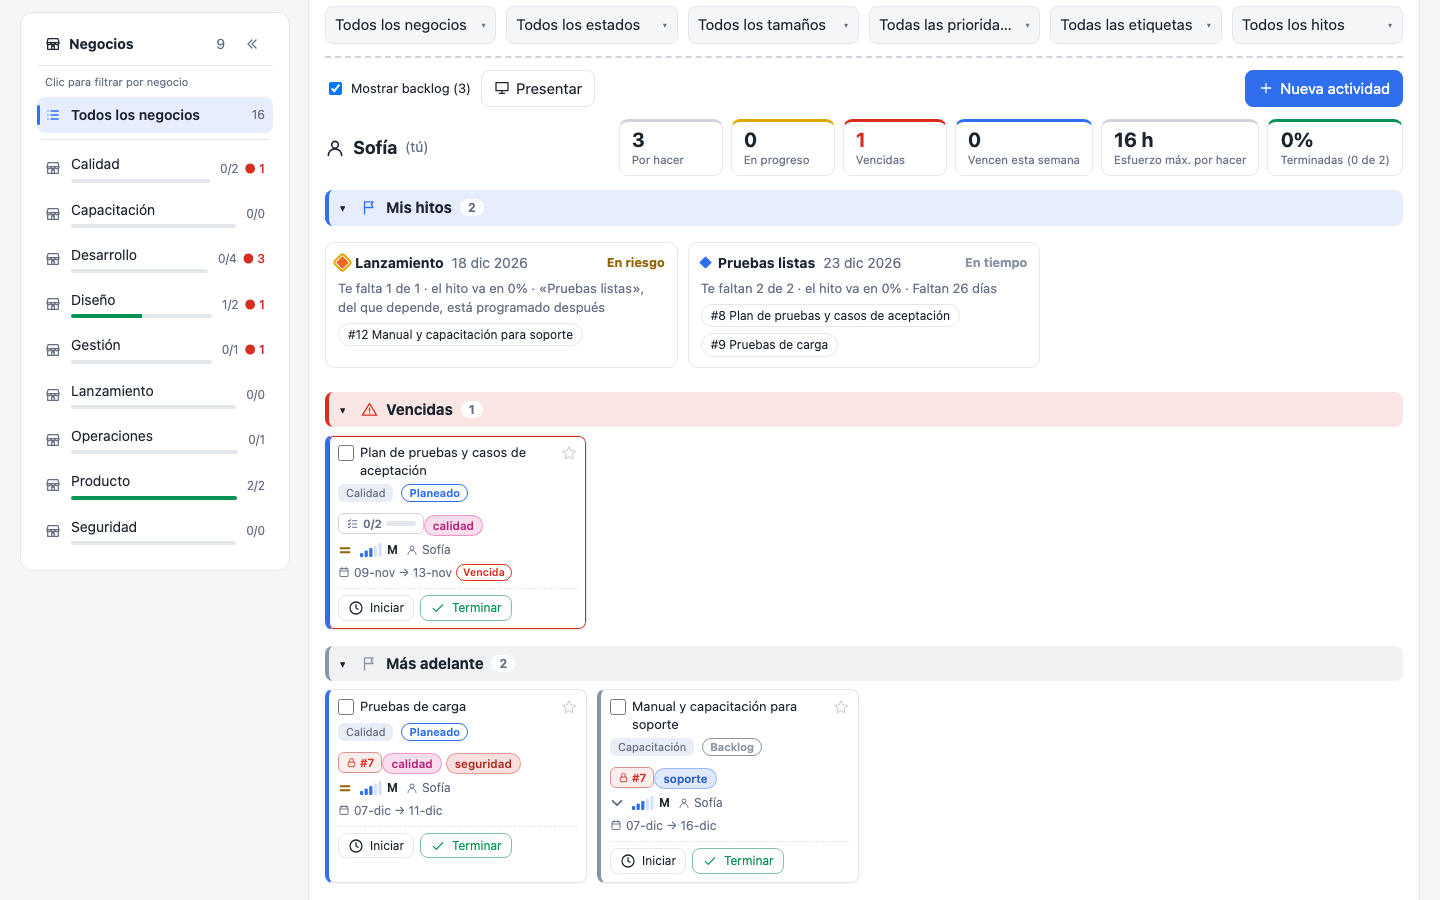 Negocios 9
Clic para filtrar por negocio
Todos los negocios 16
Calidad 0/2 1
Capacitación 0/0
Desarrollo 0/4 3
Diseño 1/2 1
Gestión 0/1 1
Lanzamiento 0/0
Operaciones 0/1
Producto 2/2
Seguridad 0/0
Todos los negocios
Todos los estados
Todos los tamaños
Todas las priorida...
Todas las etiquetas
Todos los hitos
Mostrar backlog (3)
Presentar
Nueva actividad
Sofía (tú)
3
Por hacer
0
En progreso
1
Vencidas
0
Vencen esta semana
16 h
Esfuerzo máx. por hacer
0%
Terminadas (0 de 2)
Mis hitos 2
Lanzamiento 18 dic 2026 En riesgo
Te falta 1 de 1 · el hito va en 0% · «Pruebas listas»,
del que depende, está programado después
#12 Manual y capacitación para soporte
Pruebas listas 23 dic 2026 En tiempo
Te faltan 2 de 2 · el hito va en 0% · Faltan 26 días
#8 Plan de pruebas y casos de aceptación
#9 Pruebas de carga
Vencidas 1
Plan de pruebas y casos de
aceptación
Calidad Planeado
0/2 calidad
M Sofía
09-nov → 13-nov Vencida
Iniciar Terminar
Más adelante 2
Pruebas de carga
Calidad Planeado
#7 calidad seguridad
M Sofía
07-dic → 11-dic
Iniciar Terminar
Manual y capacitación para
soporte
Capacitación Backlog
#7 soporte
M Sofía
07-dic → 16-dic
Iniciar Terminar